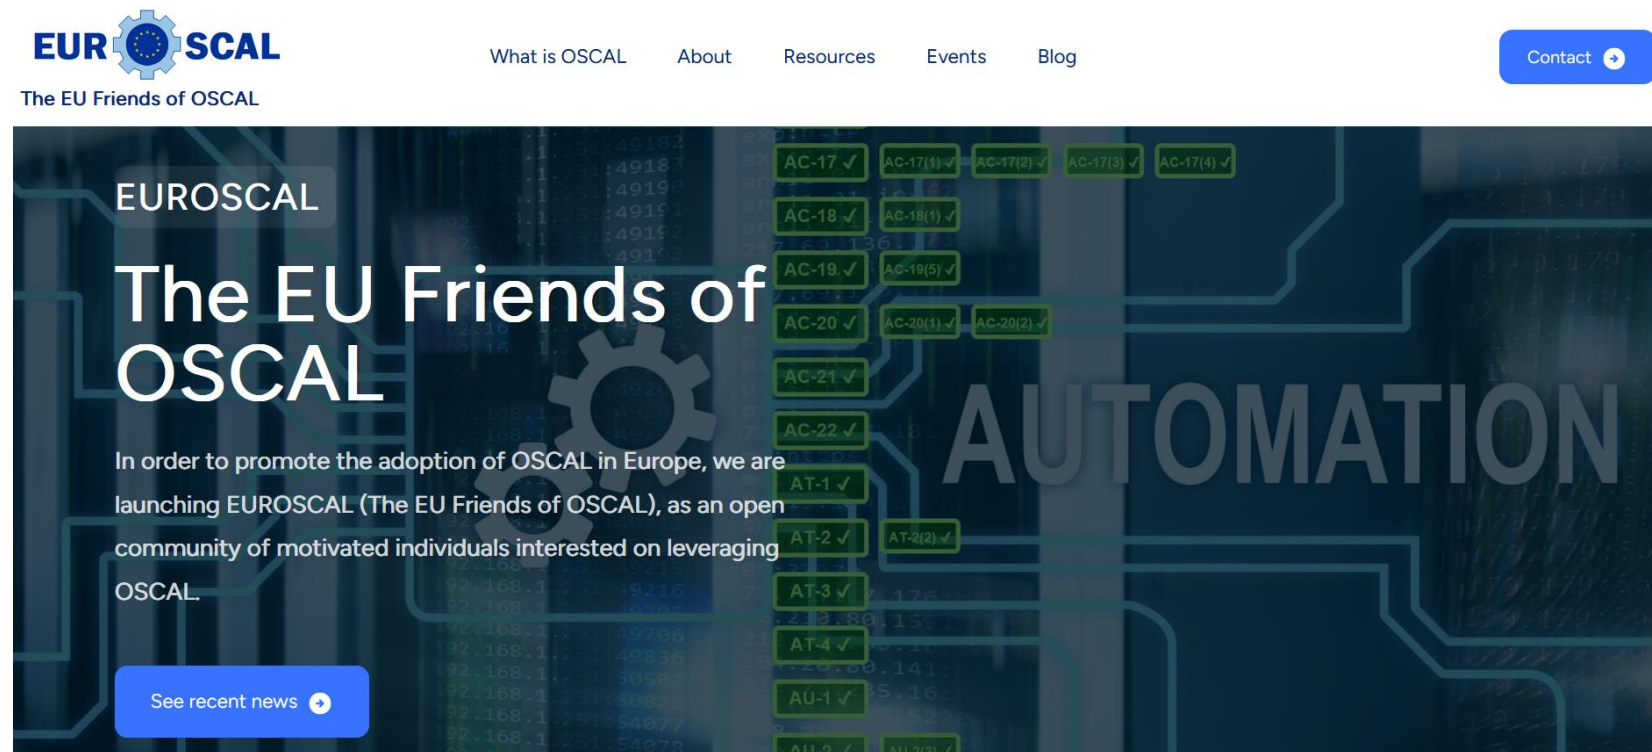 EUR SCAL
The EU Friends of OSCAL
What is OSCAL
About
Resources
Events
Blog
Contact
EUROSCAL
The EU Friends of
OSCAL
In order to promote the adoption of OSCAL in Europe, we are
launching EUROSCAL (The EU Friends of OSCAL), as an open
community of motivated individuals interested on leveraging
OSCAL.
See recent news
AC-17 ✓ AC-17(1) ✓ AC-17(2) ✓ AC-17(3) ✓ AC-17(4) ✓
AC-18 ✓ AC-18(1) ✓
AC-19 ✓ AC-19(5) ✓
AC-20 ✓ AC-20(1) ✓ AC-20(2) ✓
AC-21 ✓
AC-22 ✓
AT-1 ✓
AT-2 ✓ AT-2(2) ✓
AT-3 ✓
AT-4 ✓
AU-1 ✓
AUTOMATION